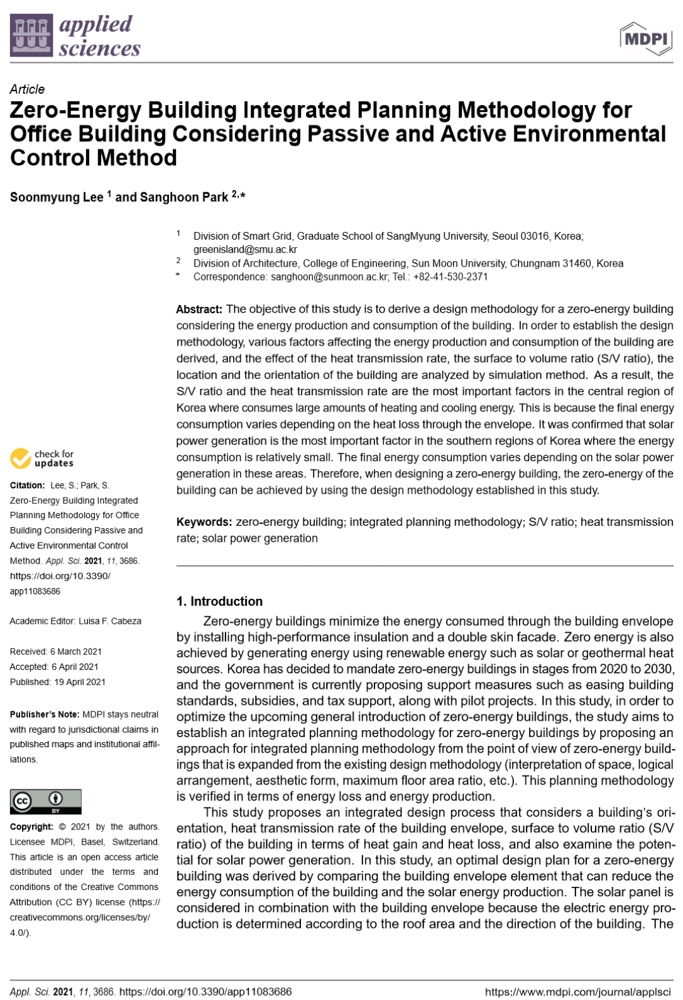 applied
sciences
MDPI
Article
Zero-Energy Building Integrated Planning Methodology for
Office Building Considering Passive and Active Environmental
Control Method
Soonmyung Lee 1 and Sanghoon Park 2,*
1 Division of Smart Grid, Graduate School of SangMyung University, Seoul 03016, Korea;
greenisland@smu.ac.kr
2 Division of Architecture, College of Engineering, Sun Moon University, Chungnam 31460, Korea
* Correspondence: sanghoon@sunmoon.ac.kr; Tel.: +82-41-530-2371
Abstract: The objective of this study is to derive a design methodology for a zero-energy building
considering the energy production and consumption of the building. In order to establish the design
methodology, various factors affecting the energy production and consumption of the building are
derived, and the effect of the heat transmission rate, the surface to volume ratio (S/V ratio), the
location and the orientation of the building are analyzed by simulation method. As a result, the
S/V ratio and the heat transmission rate are the most important factors in the central region of
Korea where consumes large amounts of heating and cooling energy. This is because the final energy
consumption varies depending on the heat loss through the envelope. It was confirmed that solar
power generation is the most important factor in the southern regions of Korea where the energy
consumption is relatively small. The final energy consumption varies depending on the solar power
generation in these areas. Therefore, when designing a zero-energy building, the zero-energy of the
building can be achieved by using the design methodology established in this study.
Keywords: zero-energy building; integrated planning methodology; S/V ratio; heat transmission
rate; solar power generation
check for
updates
Citation: Lee, S.; Park, S.
Zero-Energy Building Integrated
Planning Methodology for Office
Building Considering Passive and
Active Environmental Control
Method. Appl. Sci. 2021, 11, 3686.
https://doi.org/10.3390/
app11083686
Academic Editor: Luisa F. Cabeza
Received: 6 March 2021
Accepted: 6 April 2021
Published: 19 April 2021
Publisher's Note: MDPI stays neutral
with regard to jurisdictional claims in
published maps and institutional affil-
iations.
cc
BY
Copyright: © 2021 by the authors.
Licensee MDPI, Basel, Switzerland.
This article is an open access article
distributed under the terms and
conditions of the Creative Commons
Attribution (CC BY) license (https://
creativecommons.org/licenses/by/
4.0/).
1. Introduction
Zero-energy buildings minimize the energy consumed through the building envelope
by installing high-performance insulation and a double skin facade. Zero energy is also
achieved by generating energy using renewable energy such as solar or geothermal heat
sources. Korea has decided to mandate zero-energy buildings in stages from 2020 to 2030,
and the government is currently proposing support measures such as easing building
standards, subsidies, and tax support, along with pilot projects. In this study, in order to
optimize the upcoming general introduction of zero-energy buildings, the study aims to
establish an integrated planning methodology for zero-energy buildings by proposing an
approach for integrated planning methodology from the point of view of zero-energy build-
ings that is expanded from the existing design methodology (interpretation of space, logical
arrangement, aesthetic form, maximum floor area ratio, etc.). This planning methodology
is verified in terms of energy loss and energy production.
This study proposes an integrated design process that considers a building's ori-
entation, heat transmission rate of the building envelope, surface to volume ratio (S/V
ratio) of the building in terms of heat gain and heat loss, and also examine the poten-
tial for solar power generation. In this study, an optimal design plan for a zero-energy
building was derived by comparing the building envelope element that can reduce the
energy consumption of the building and the solar energy production. The solar panel is
considered in combination with the building envelope because the electric energy pro-
duction is determined according to the roof area and the direction of the building. The
Appl. Sci. 2021, 11, 3686. https://doi.org/10.3390/app11083686
https://www.mdpi.com/journal/applsci